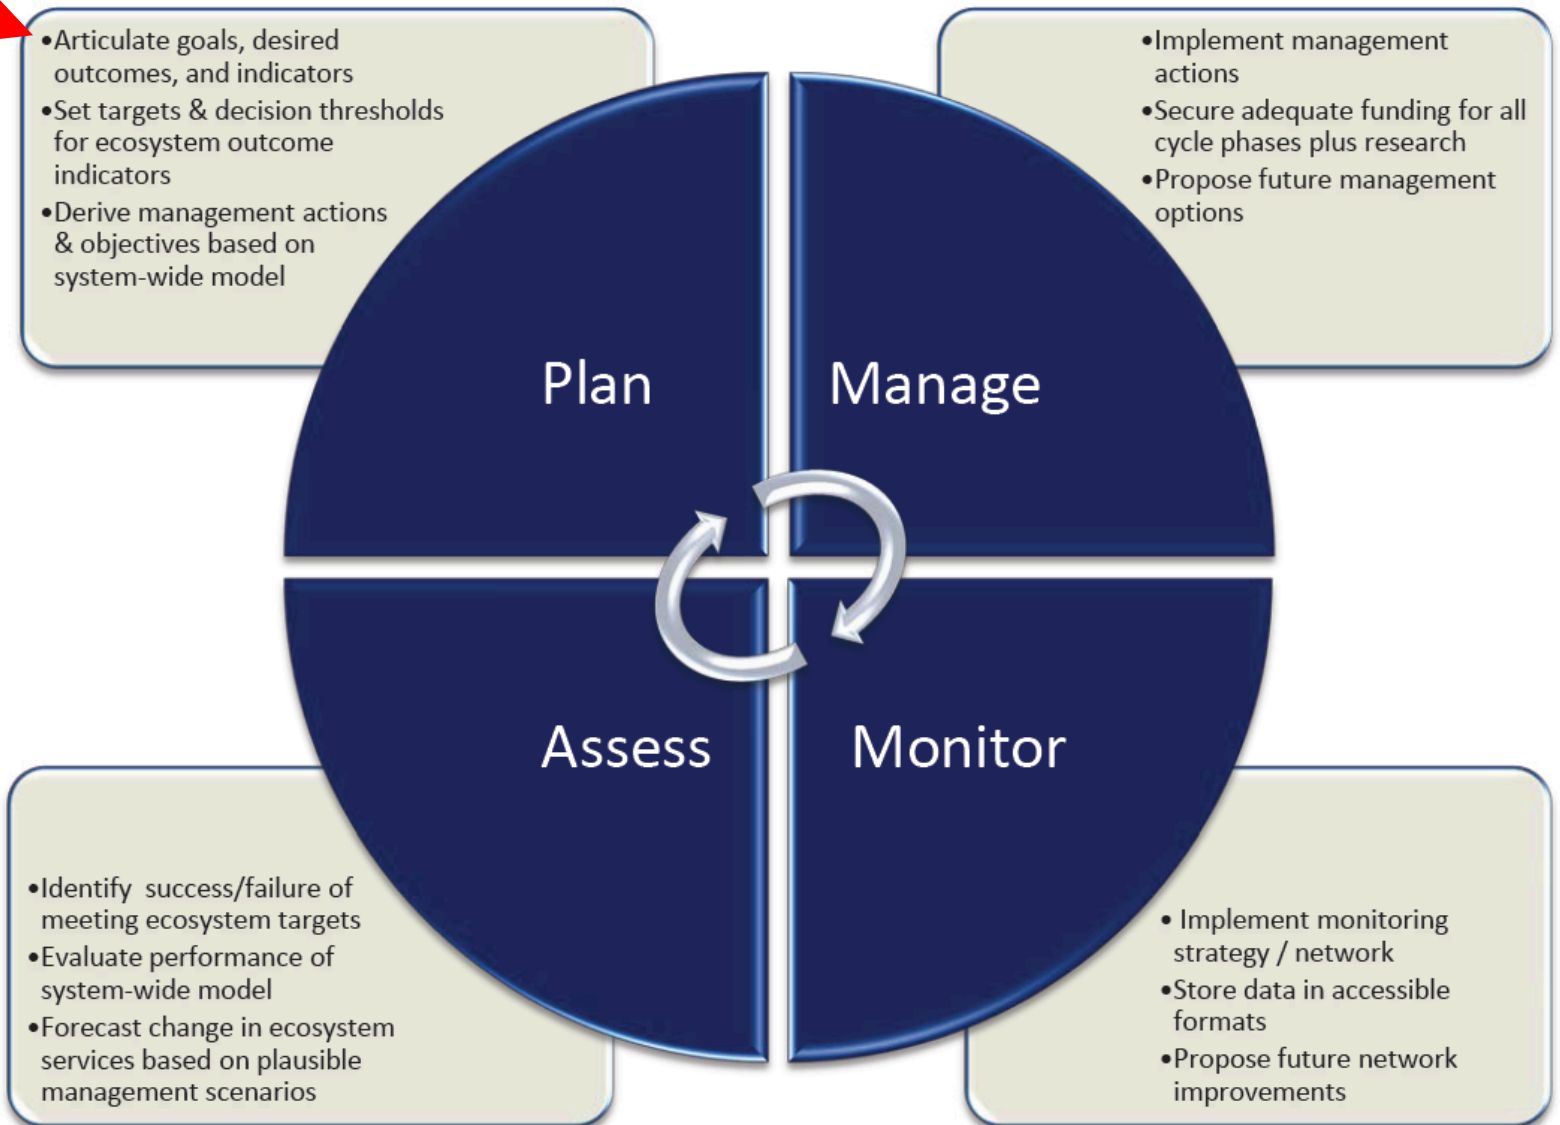 •Articulate goals, desired
outcomes, and indicators
•Set targets & decision thresholds
for ecosystem outcome
indicators
•Derive management actions
& objectives based on
system-wide model
•Implement management
actions
•Secure adequate funding for all
cycle phases plus research
•Propose future management
options
Plan
Manage
Assess
Monitor
•Identify success/failure of
meeting ecosystem targets
•Evaluate performance of
system-wide model
•Forecast change in ecosystem
services based on plausible
management scenarios
• Implement monitoring
strategy / network
•Store data in accessible
formats
•Propose future network
improvements